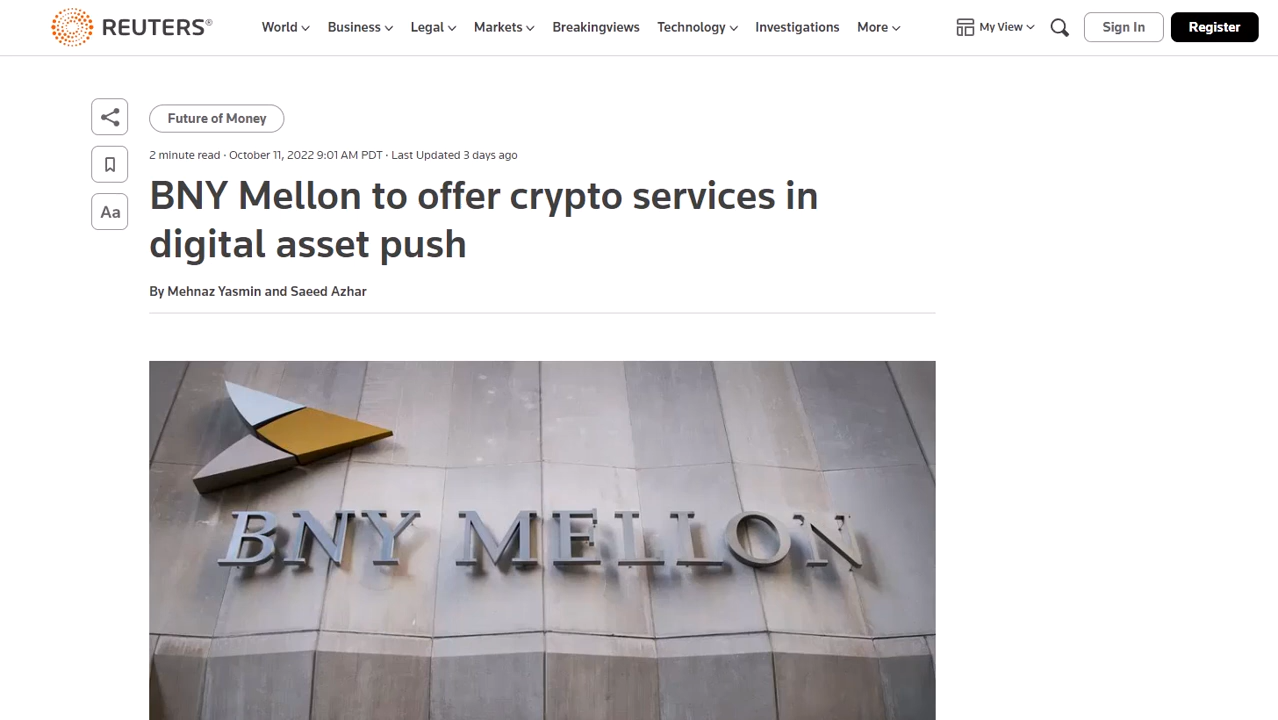 REUTERS®
World
Business
Legal
Markets
Breakingviews
Technology
Investigations
More
My View
Sign In
Register
Future of Money
2 minute read · October 11, 2022 9:01 AM PDT · Last Updated 3 days ago
BNY Mellon to offer crypto services in
digital asset push
By Mehnaz Yasmin and Saeed Azhar
Aa
BNY MELLON